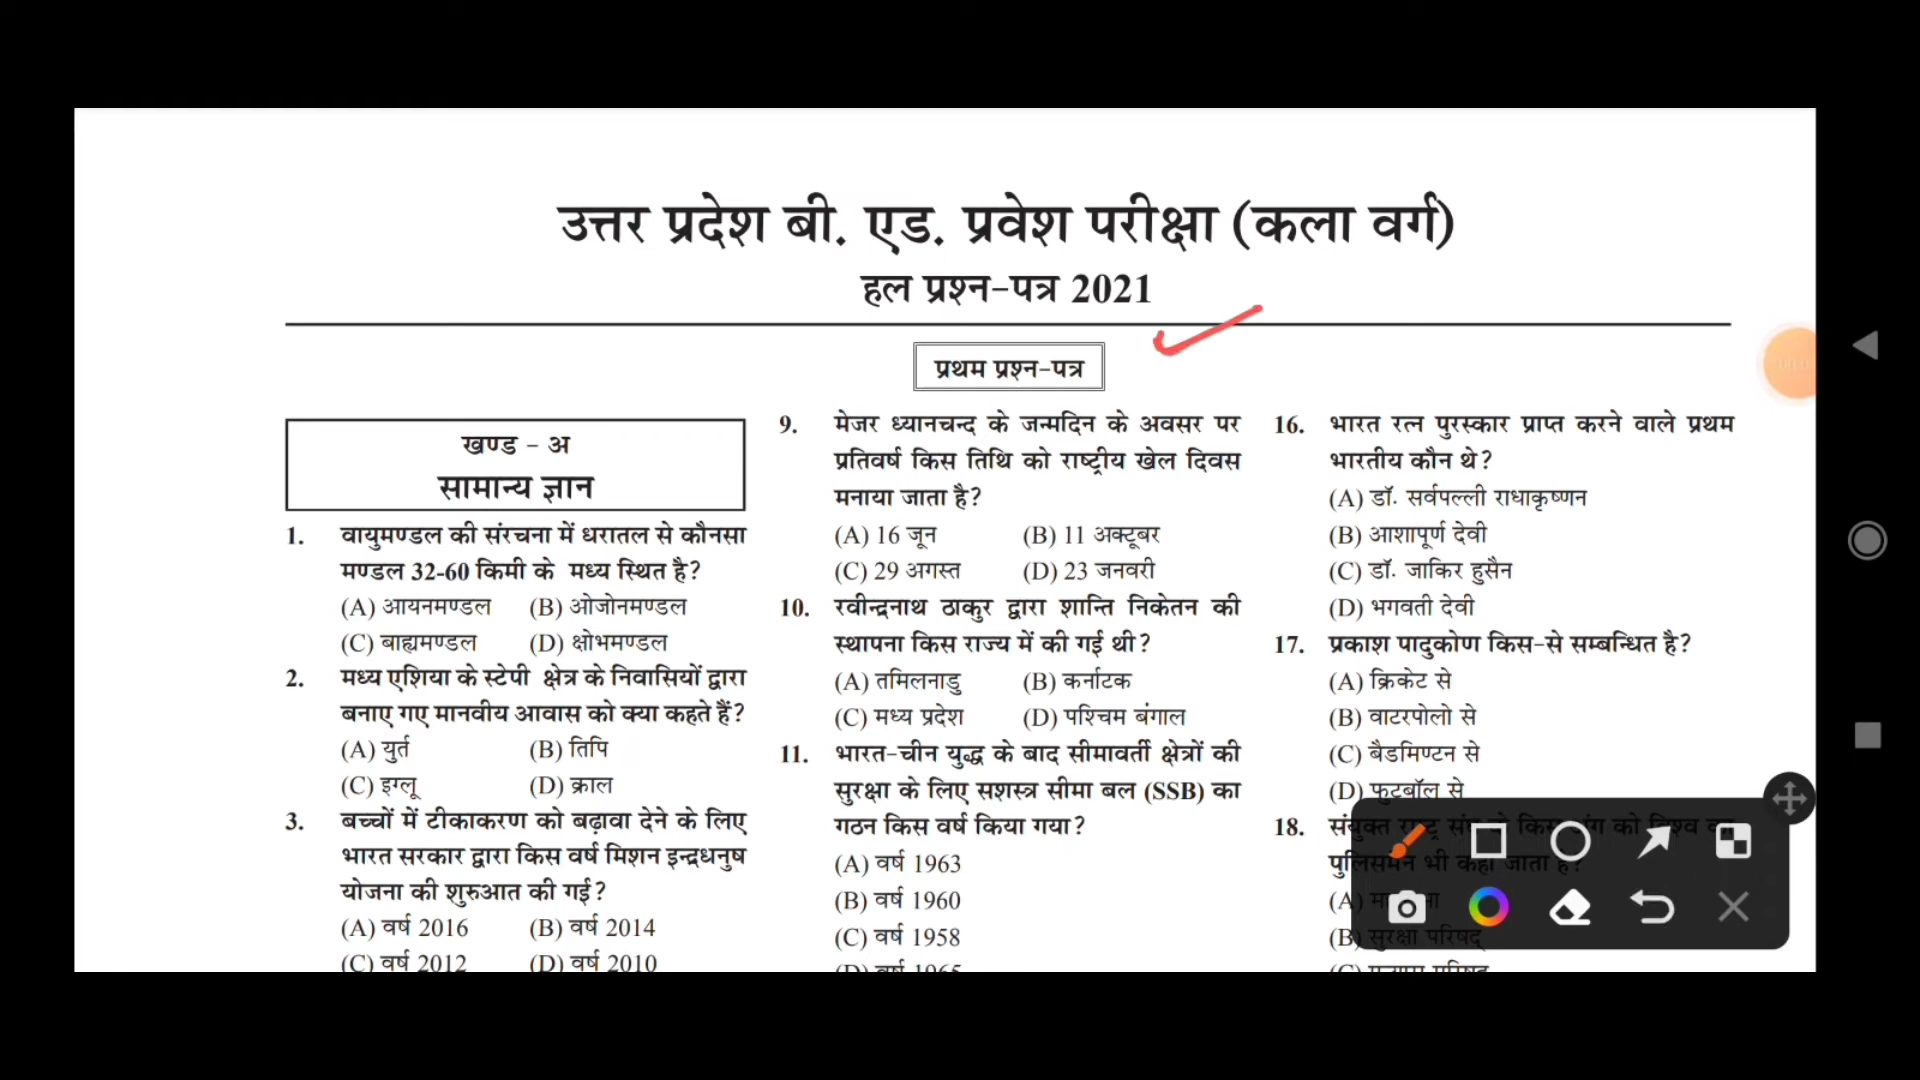 उत्तर प्रदेश बी. एड. प्रवेश परीक्षा (कला वर्ग)
हल प्रश्न-पत्र 2021
प्रथम प्रश्न-पत्र
खण्ड - अ
सामान्य ज्ञान
1. वायुमण्डल की संरचना में धरातल से कौनसा
मण्डल 32-60 किमी के मध्य स्थित है?
(A) आयनमण्डल (B) ओजोनमण्डल
(C) बाह्यमण्डल (D) क्षोभमण्डल
2. मध्य एशिया के स्टेपी क्षेत्र के निवासियों द्वारा
बनाए गए मानवीय आवास को क्या कहते हैं?
(A) युर्त (B) तिपि
(C) इग्लू (D) क्राल
3. बच्चों में टीकाकरण को बढ़ावा देने के लिए
भारत सरकार द्वारा किस वर्ष मिशन इन्द्रधनुष
योजना की शुरुआत की गई?
(A) वर्ष 2016 (B) वर्ष 2014
(C) वर्ष 2012 (D) वर्ष 2010
9. मेजर ध्यानचन्द के जन्मदिन के अवसर पर
प्रतिवर्ष किस तिथि को राष्ट्रीय खेल दिवस
मनाया जाता है?
(A) 16 जून (B) 11 अक्टूबर
(C) 29 अगस्त (D) 23 जनवरी
10. रवीन्द्रनाथ ठाकुर द्वारा शान्ति निकेतन की
स्थापना किस राज्य में की गई थी?
(A) तमिलनाडु (B) कर्नाटक
(C) मध्य प्रदेश (D) पश्चिम बंगाल
11. भारत-चीन युद्ध के बाद सीमावर्ती क्षेत्रों की
सुरक्षा के लिए सशस्त्र सीमा बल (SSB) का
गठन किस वर्ष किया गया?
(A) वर्ष 1963
(B) वर्ष 1960
(C) वर्ष 1958
(D) वर्ष 1965
16. भारत रत्न पुरस्कार प्राप्त करने वाले प्रथम
भारतीय कौन थे?
(A) डॉ. सर्वपल्ली राधाकृष्णन
(B) आशापूर्ण देवी
(C) डॉ. जाकिर हुसैन
(D) भगवती देवी
17. प्रकाश पादुकोण किस-से सम्बन्धित है?
(A) क्रिकेट से
(B) वाटरपोलो से
(C) बैडमिण्टन से
(D) फुटबॉल से
18. संयुक्त राष्ट्र संघ के किस अंग को विश्व का
पुलिसमैन भी कहा जाता है?
(A)
(B) सुरक्षा परिषद्
(C)